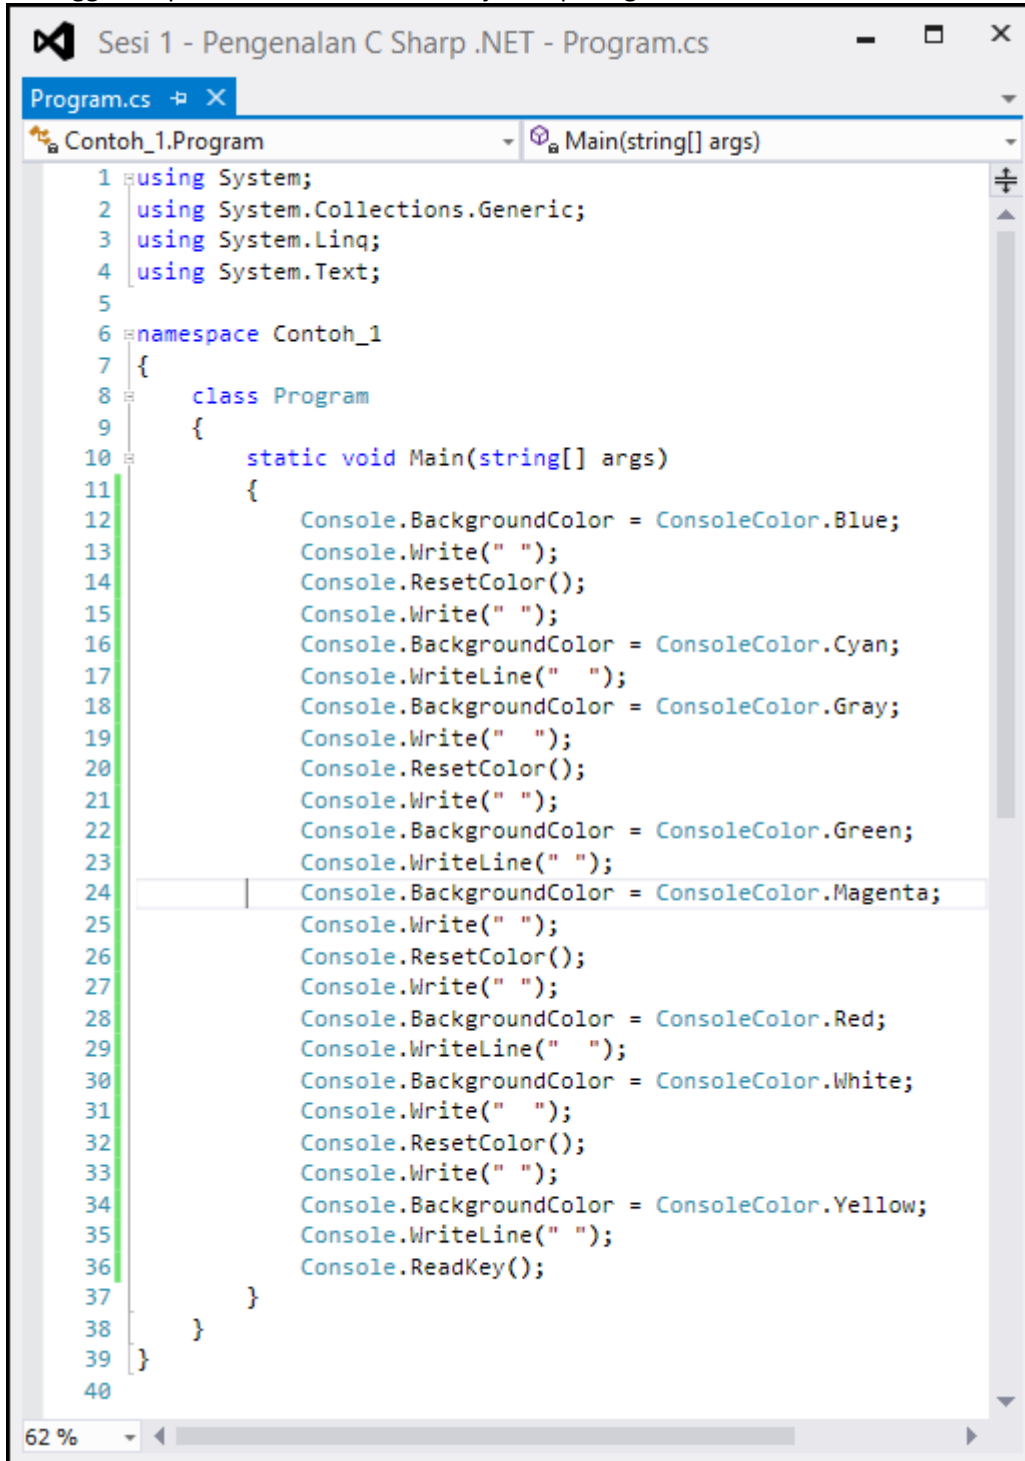 Sesi 1 - Pengenalan C Sharp .NET - Program.cs
Program.cs
Contoh_1.Program Main(string[] args)
1 using System;
2 using System.Collections.Generic;
3 using System.Linq;
4 using System.Text;
5
6 namespace Contoh_1
7 {
8 class Program
9 {
10 static void Main(string[] args)
11 {
12 Console.BackgroundColor = ConsoleColor.Blue;
13 Console.Write(" ");
14 Console.ResetColor();
15 Console.Write(" ");
16 Console.BackgroundColor = ConsoleColor.Cyan;
17 Console.WriteLine("  ");
18 Console.BackgroundColor = ConsoleColor.Gray;
19 Console.Write("  ");
20 Console.ResetColor();
21 Console.Write(" ");
22 Console.BackgroundColor = ConsoleColor.Green;
23 Console.WriteLine(" ");
24 Console.BackgroundColor = ConsoleColor.Magenta;
25 Console.Write(" ");
26 Console.ResetColor();
27 Console.Write(" ");
28 Console.BackgroundColor = ConsoleColor.Red;
29 Console.WriteLine("  ");
30 Console.BackgroundColor = ConsoleColor.White;
31 Console.Write("  ");
32 Console.ResetColor();
33 Console.Write(" ");
34 Console.BackgroundColor = ConsoleColor.Yellow;
35 Console.WriteLine(" ");
36 Console.ReadKey();
37 }
38 }
39 }
40
62 %